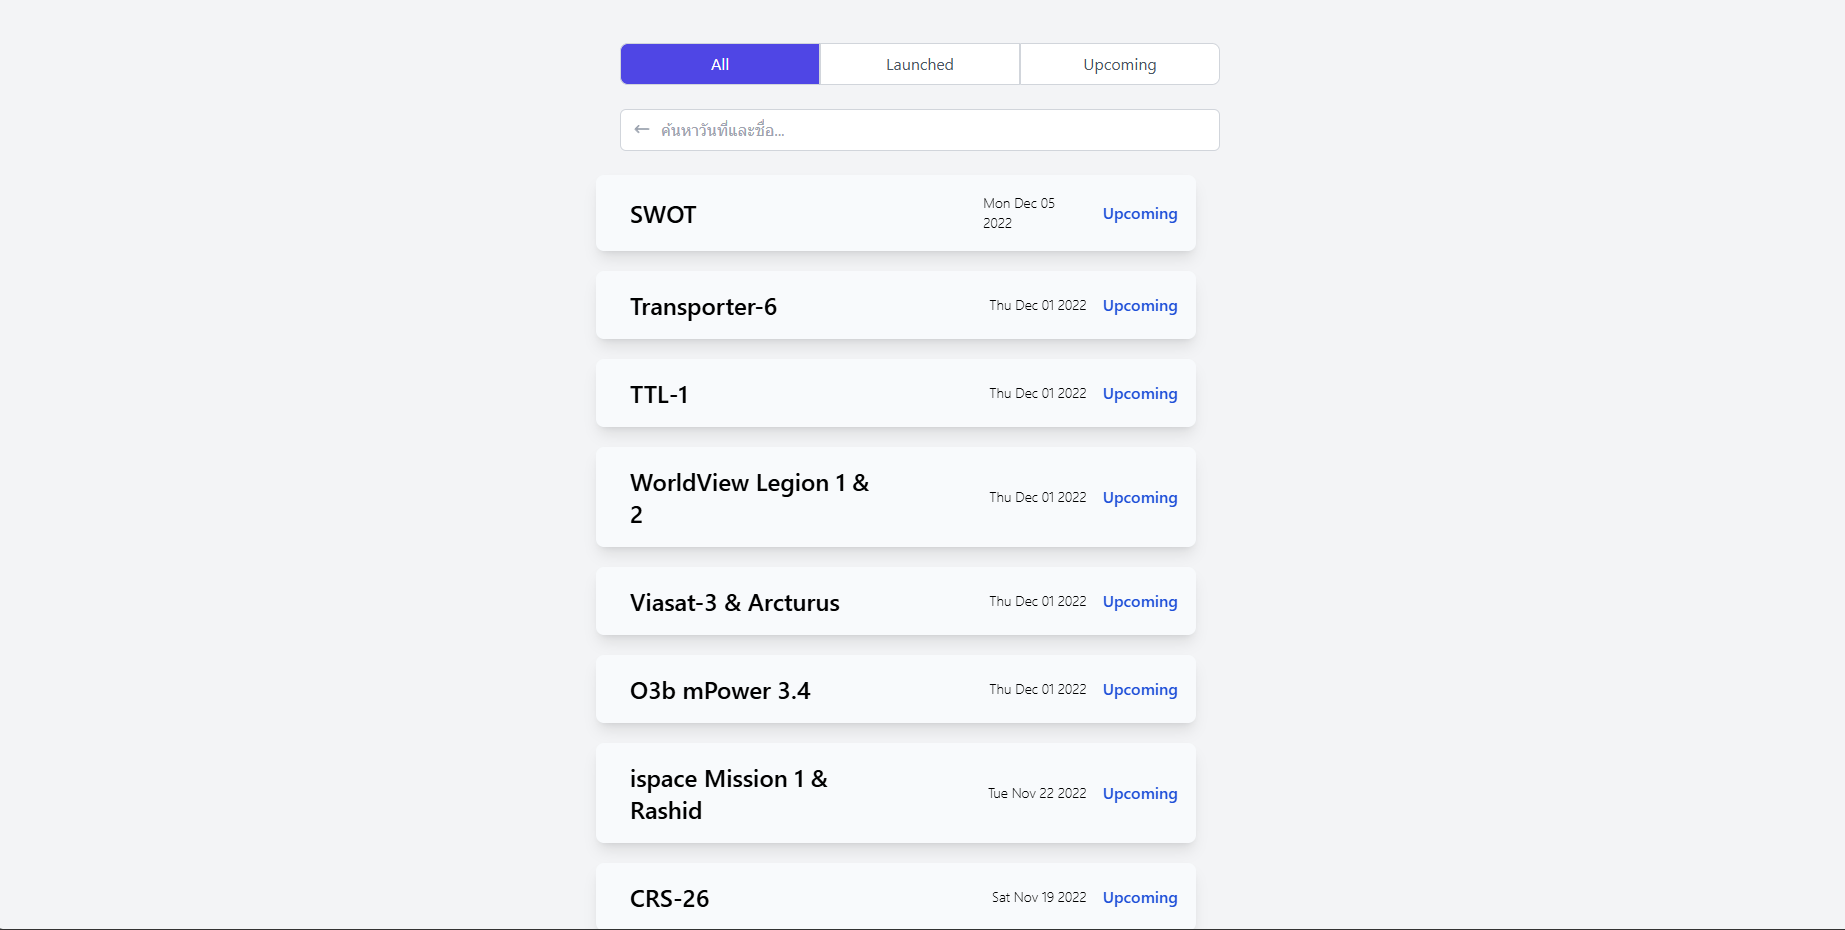 All
Launched
Upcoming
ค้นหาวันที่และชื่อ...
SWOT
Mon Dec 05
2022
Upcoming
Transporter-6
Thu Dec 01 2022
Upcoming
TTL-1
Thu Dec 01 2022
Upcoming
WorldView Legion 1 &
2
Thu Dec 01 2022
Upcoming
Viasat-3 & Arcturus
Thu Dec 01 2022
Upcoming
O3b mPower 3.4
Thu Dec 01 2022
Upcoming
ispace Mission 1 &
Rashid
Tue Nov 22 2022
Upcoming
CRS-26
Sat Nov 19 2022
Upcoming